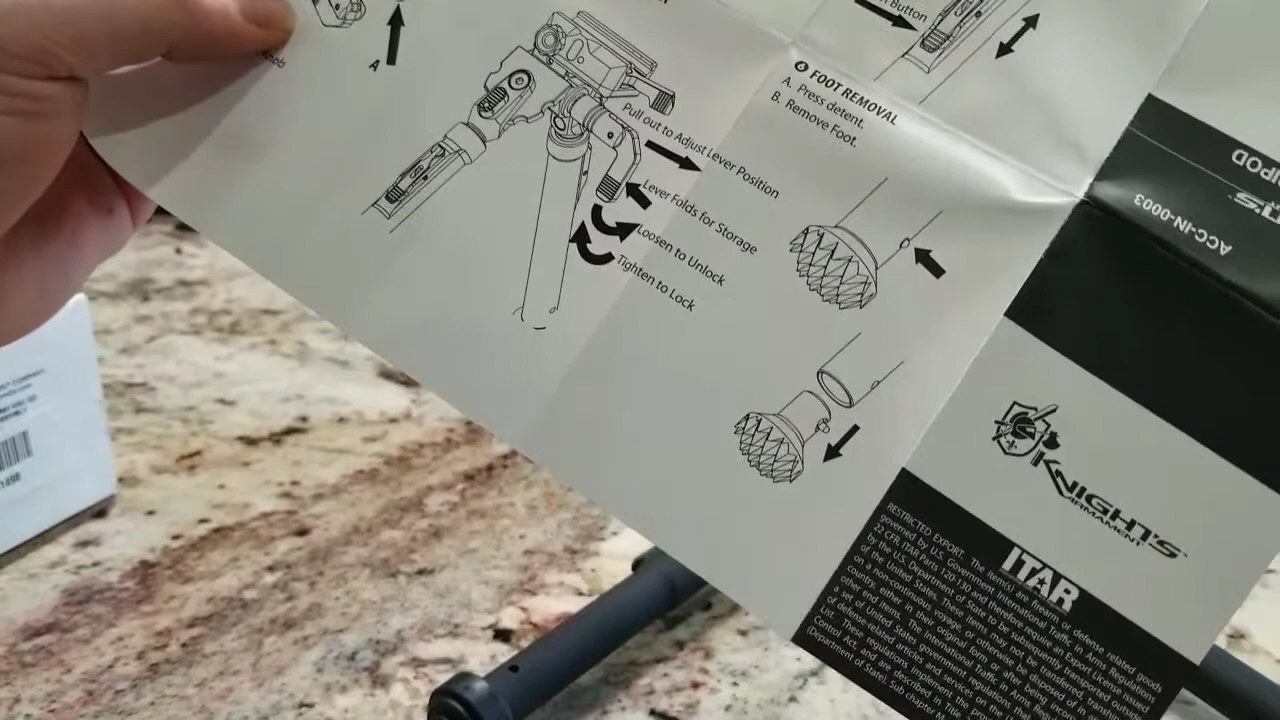 Knob
A
Pull out to Adjust Lever Position
Lever Folds for Storage
Loosen to Unlock
Tighten to Lock
Button
6 FOOT REMOVAL
A. Press detent.
B. Remove Foot.
ACC-IN-0003
KNIGHT'S
ARMAMENT
ITAR
RESTRICTED EXPORT. The item(s) are firearm or defense related goods
governed by U.S. Government International Traffic in Arms Regulations
22 CFR ITAR Parts 120-130 and therefore require an Export License issued
by the U.S. Department of State to be subsequently transported outside
of the United States. These items may not be transferred,
on a non-continuous voyage, or otherwise be disposed of in
country, either in their original form or after being
other end items. The International Traffic in Arms
a set of United States government regulations
of defense-related articles and services on the
List. These regulations implement the
Control Act, and are described in Title
(Department of State), Sub chapter M